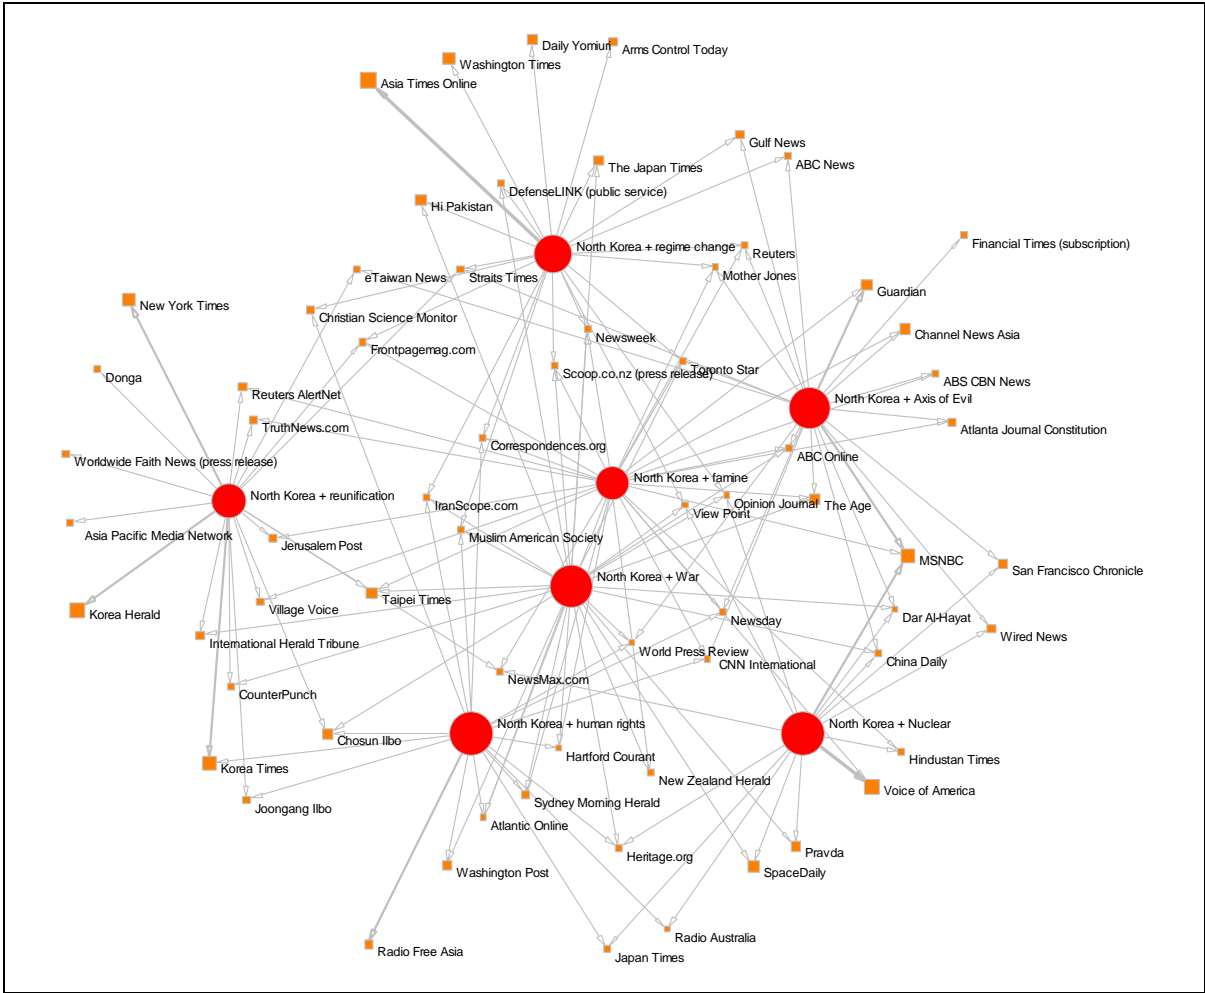 Daily Yomiuri
Arms Control Today
Washington Times
Asia Times Online
Gulf News
ABC News
The Japan Times
DefenseLINK (public service)
Hi Pakistan
North Korea + regime change
Reuters
Financial Times (subscription)
eTaiwan News
Straits Times
Mother Jones
Guardian
New York Times
Christian Science Monitor
Newsweek
Channel News Asia
Frontpagemag.com
Donga
Scoop.co.nz (press release)
Toronto Star
ABS CBN News
Reuters AlertNet
North Korea + Axis of Evil
TruthNews.com
Atlanta Journal Constitution
Correspondences.org
Worldwide Faith News (press release)
ABC Online
North Korea + famine
North Korea + reunification
IranScope.com
Opinion Journal
The Age
View Point
Asia Pacific Media Network
Muslim American Society
Jerusalem Post
MSNBC
San Francisco Chronicle
North Korea + War
Korea Herald
Village Voice
Taipei Times
Newsday
Dar Al-Hayat
International Herald Tribune
Wired News
World Press Review
CNN International
China Daily
NewsMax.com
CounterPunch
North Korea + human rights
North Korea + Nuclear
Chosun Ilbo
Hartford Courant
Hindustan Times
Korea Times
New Zealand Herald
Voice of America
Joongang Ilbo
Sydney Morning Herald
Atlantic Online
Heritage.org
Pravda
Washington Post
SpaceDaily
Radio Australia
Radio Free Asia
Japan Times